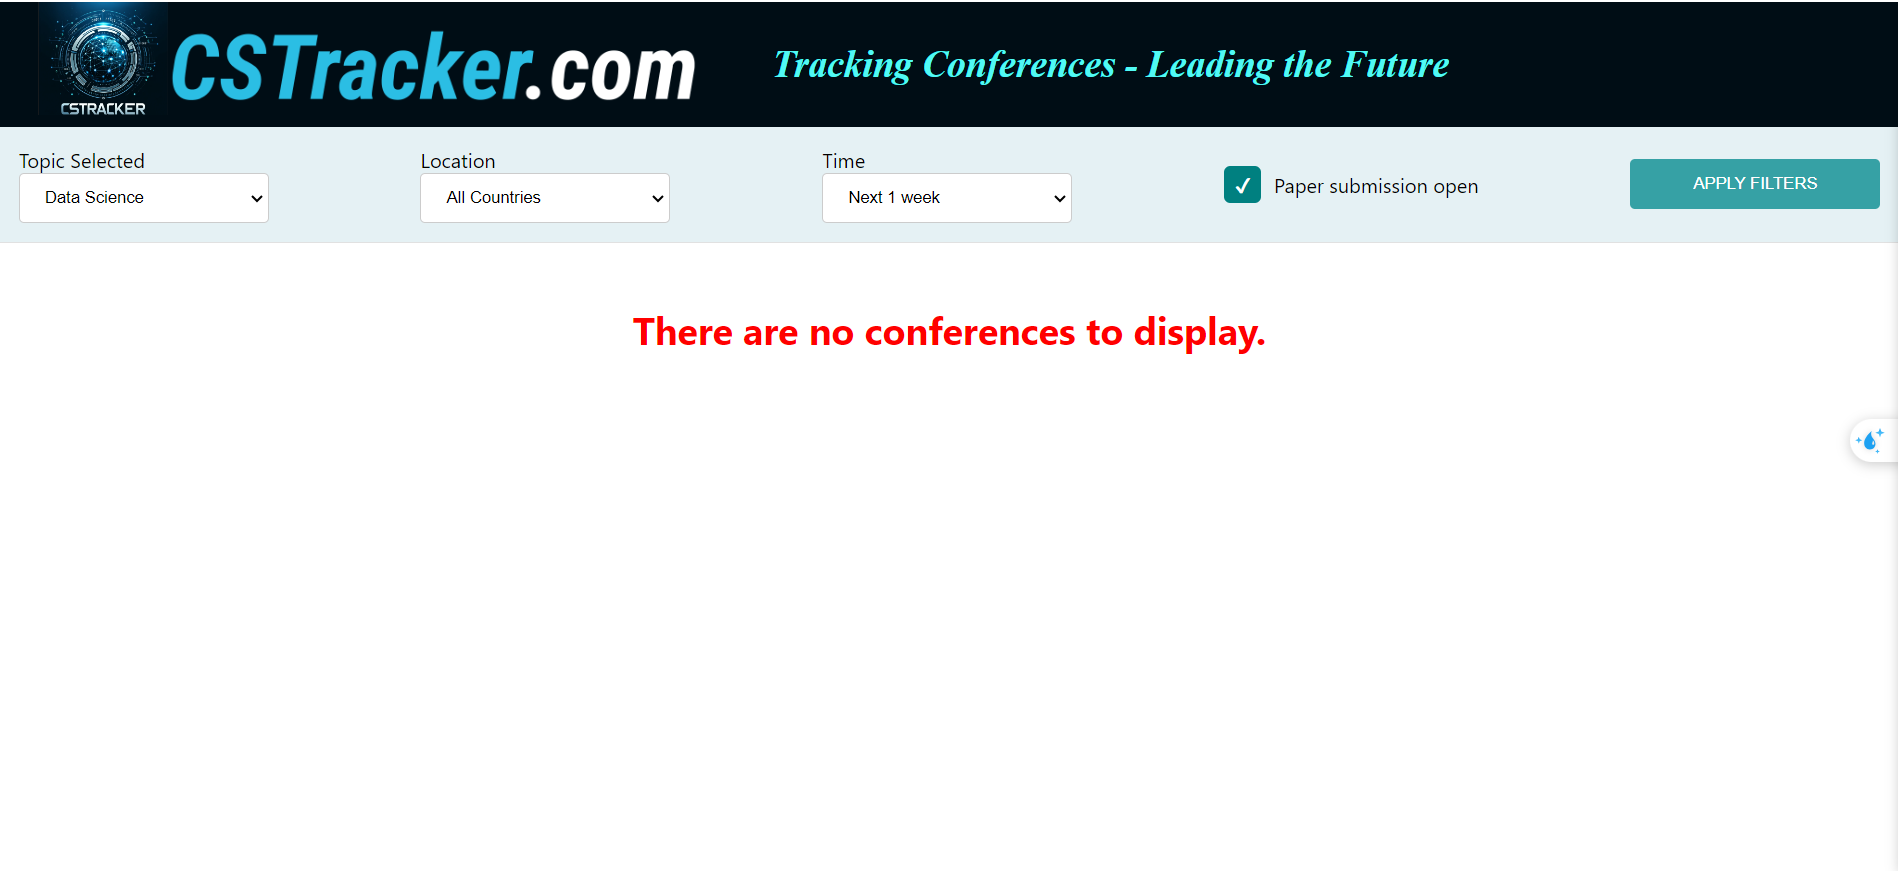 CSTRACKER
CSTracker.com
Tracking Conferences - Leading the Future
Topic Selected
Data Science
Location
All Countries
Time
Next 1 week
Paper submission open
APPLY FILTERS
There are no conferences to display.